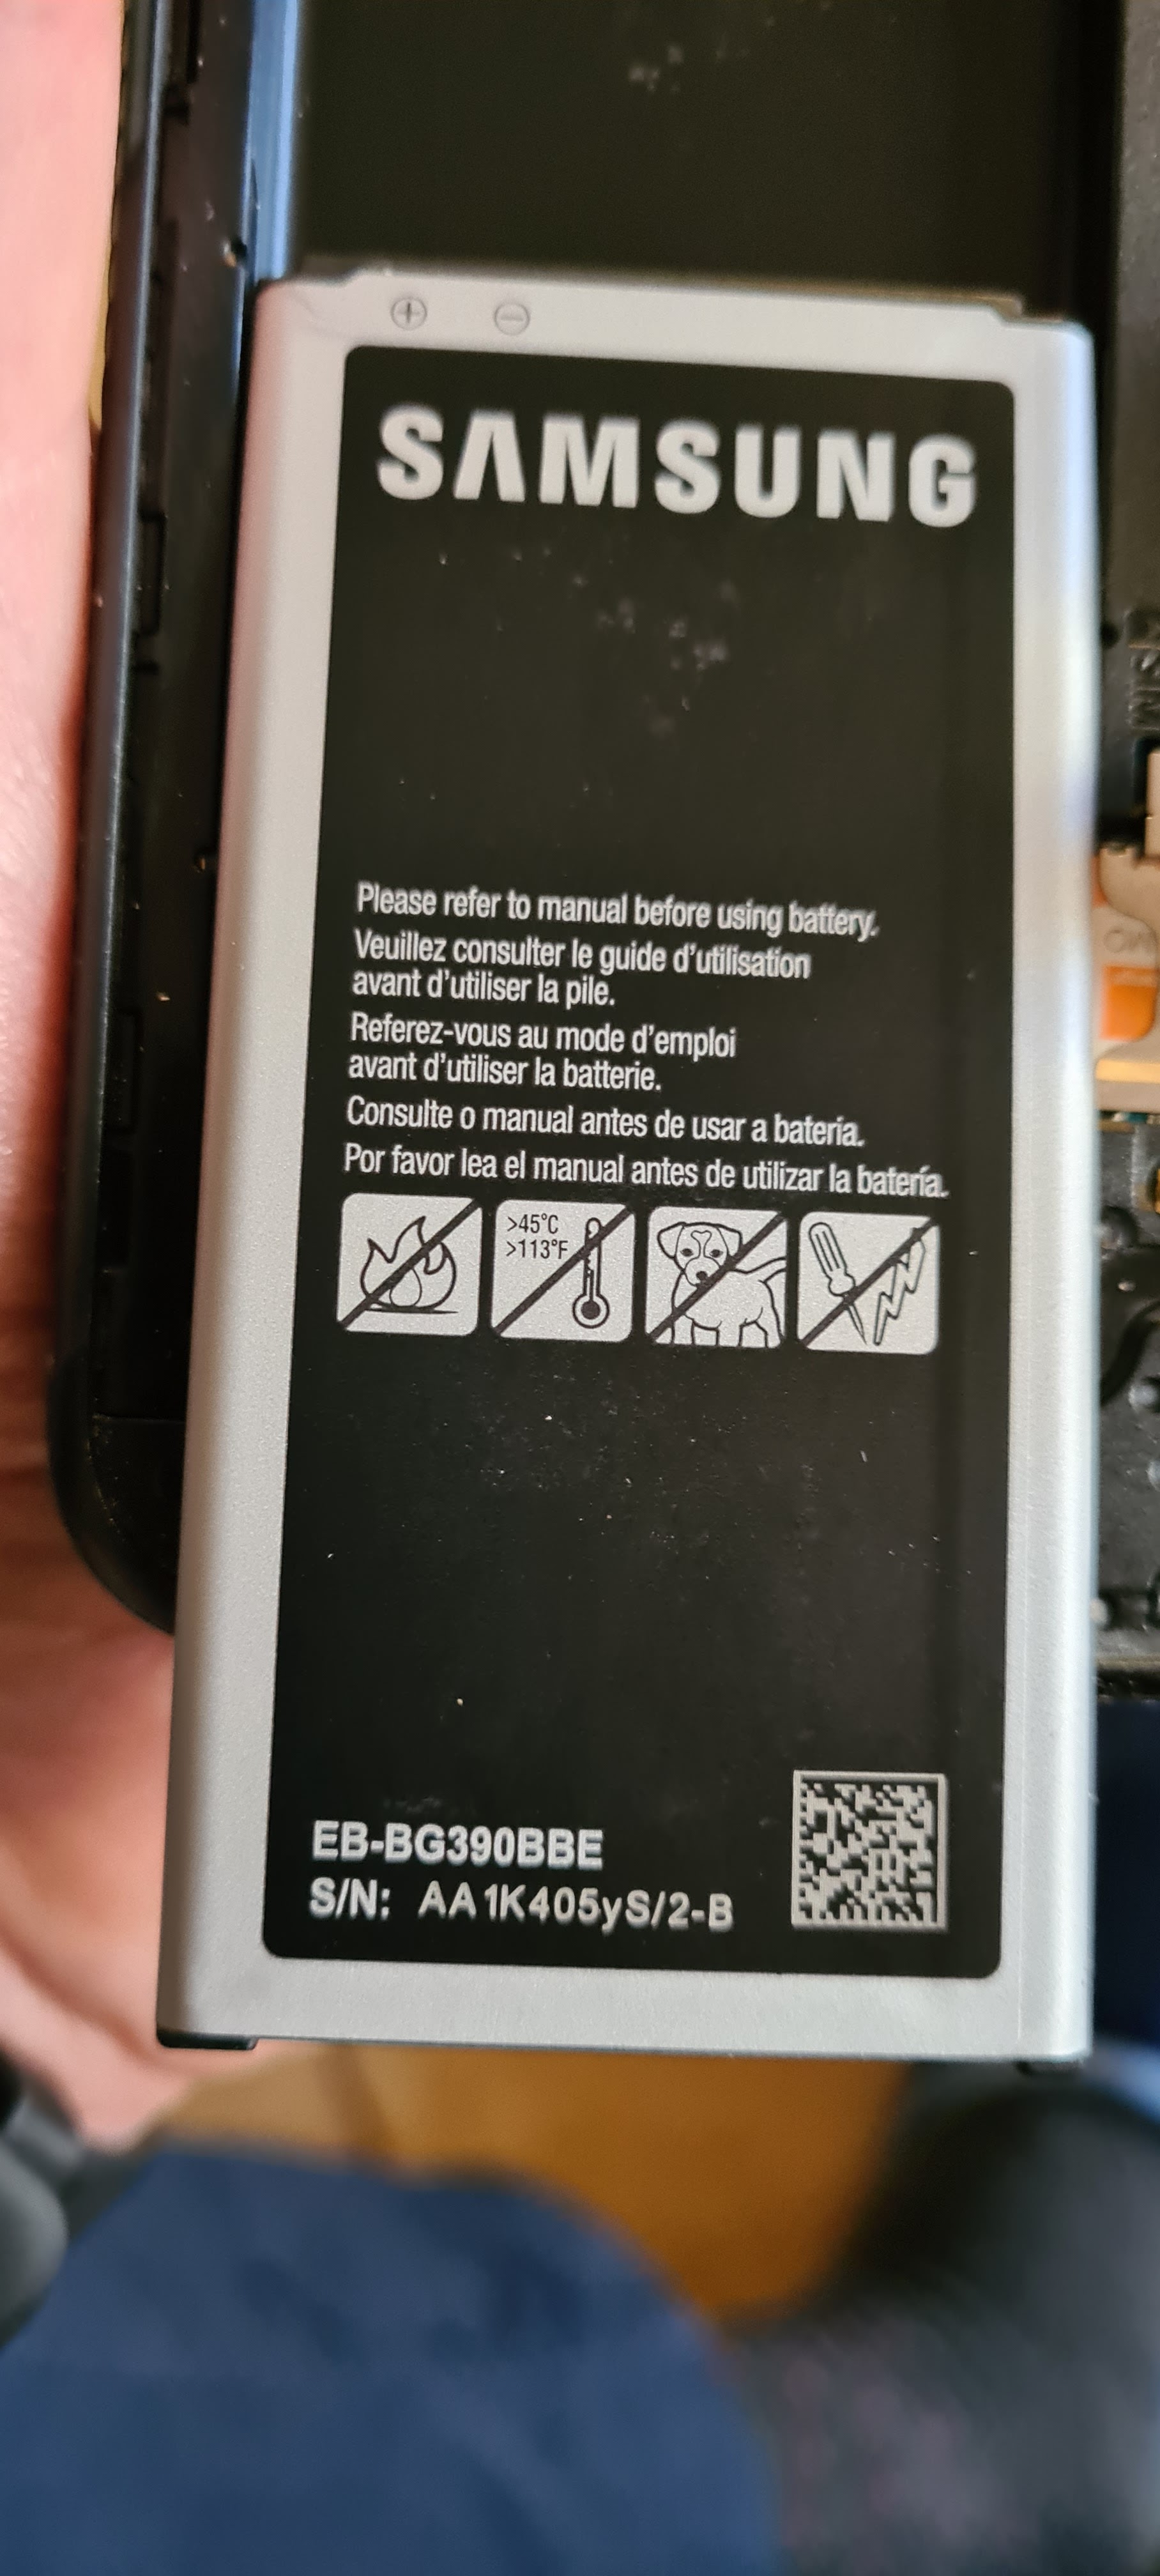 SAMSUNG
Please refer to manual before using battery.
Veuillez consulter le guide d'utilisation
avant d'utiliser la pile.
Referez-vous au mode d'emploi
avant d'utiliser la batterie.
Consulte o manual antes de usar a bateria.
Por favor lea el manual antes de utilizar la batería.
>45°C
>113°F
EB-BG390BBE
S/N: AA1K405yS/2-B